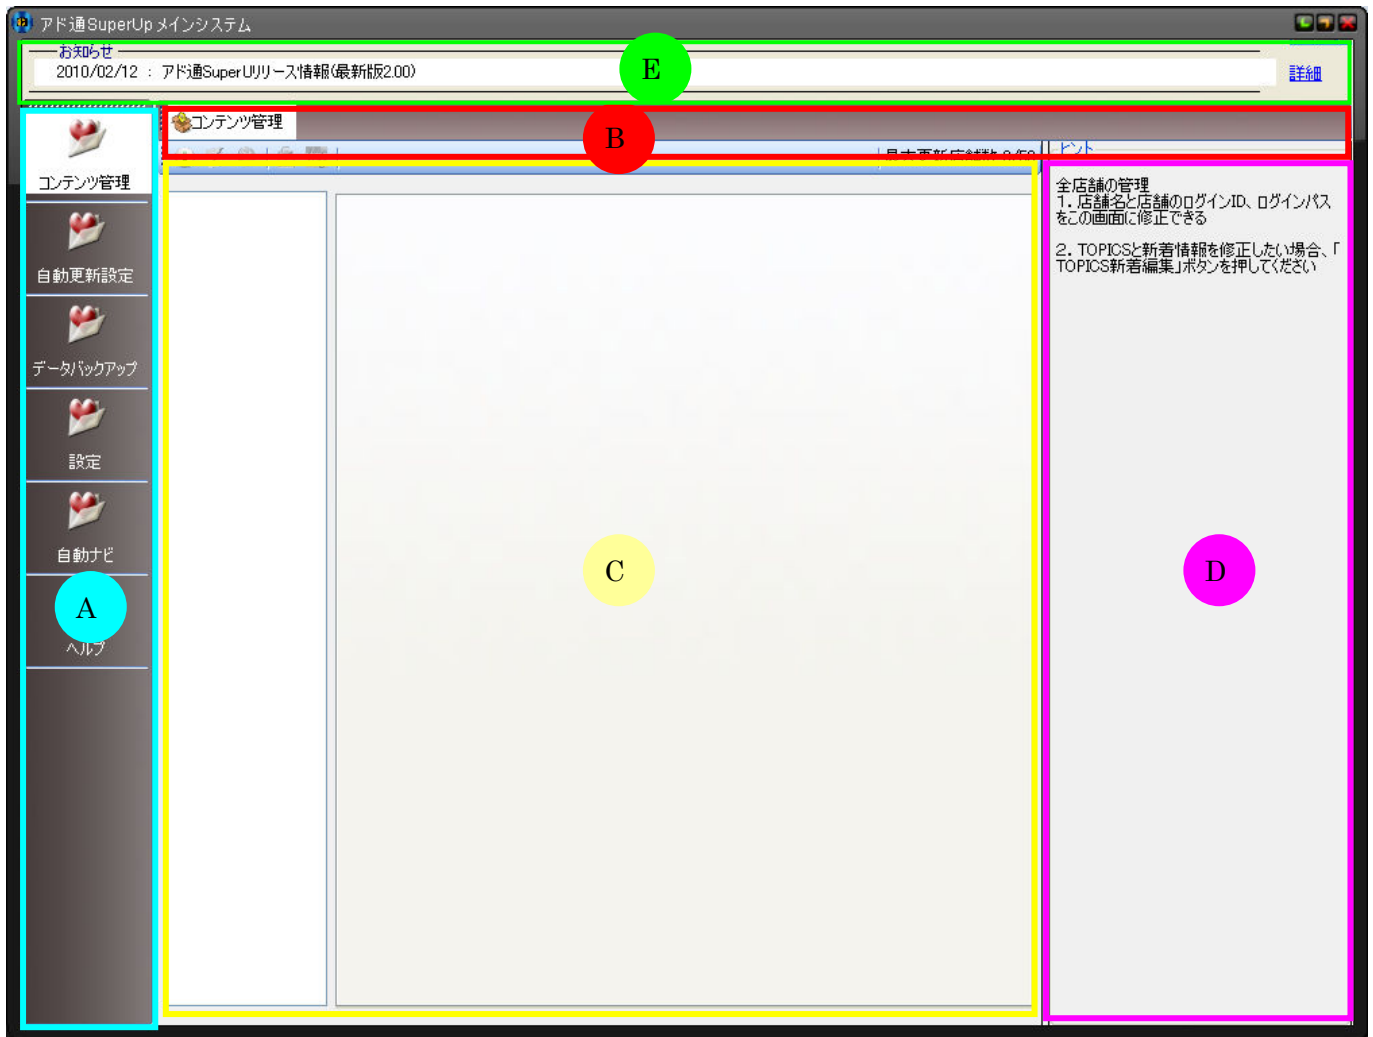 アド通SuperUp メインシステム
お知らせ
2010/02/12 : アド通SuperUリリース情報(最新版2.00)
詳細
E
コンテンツ管理
B
ヒント
コンテンツ管理
自動更新設定
データバックアップ
設定
自動ナビ
A
ヘルプ
C
全店舗の管理
1. 店舗名と店舗のログインID、ログインパス
をこの画面に修正できる
2. TOPICSと新着情報を修正したい場合、「
TOPICS新着編集」ボタンを押してください
D